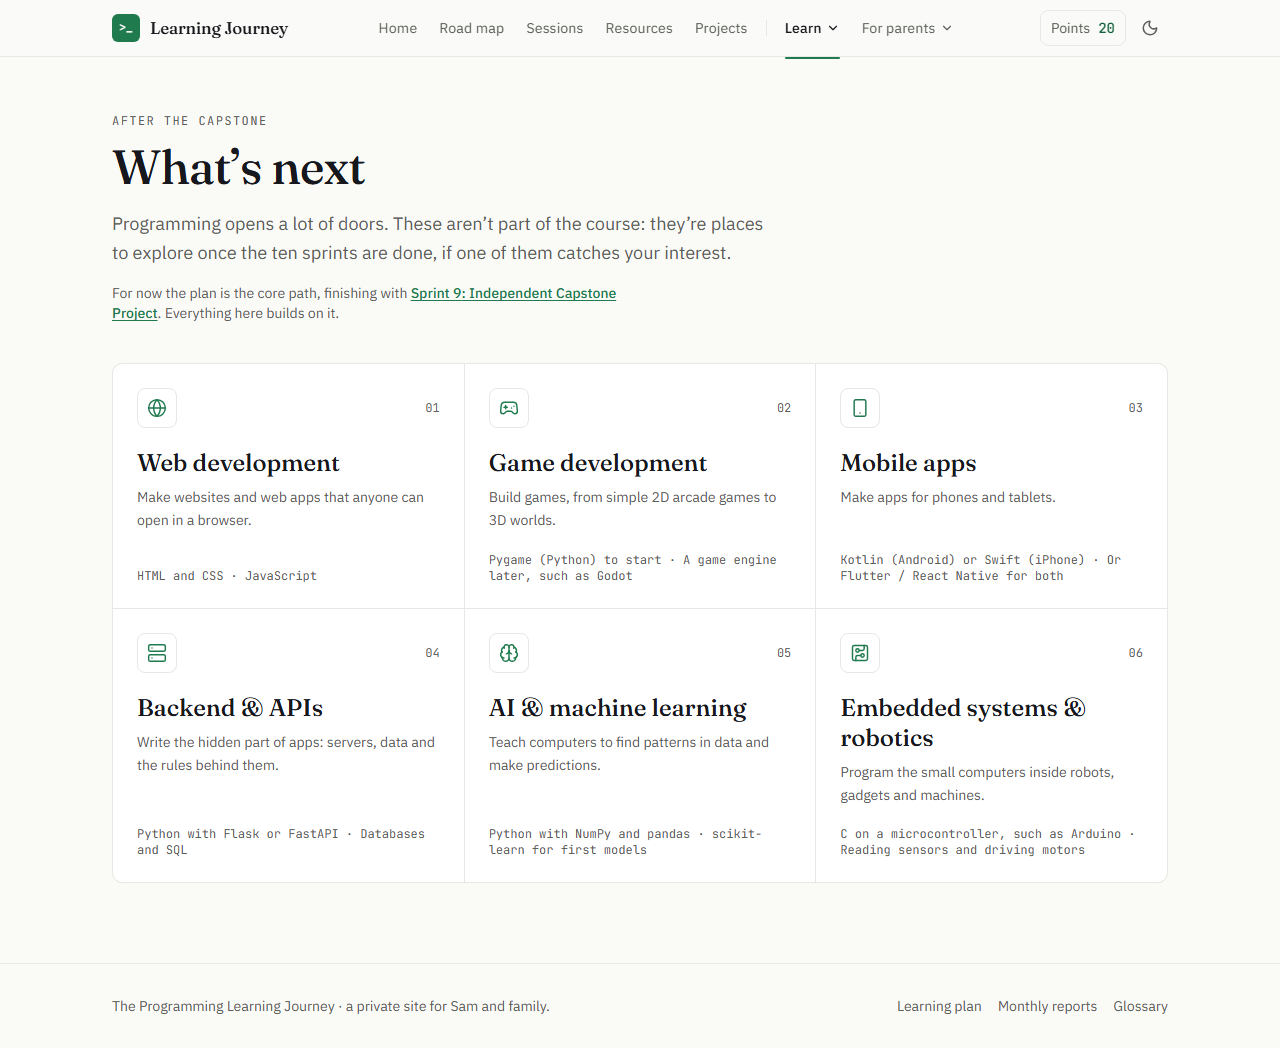 >_ Learning Journey Home Road map Sessions Resources Projects Learn For parents Points 20
AFTER THE CAPSTONE
What’s next
Programming opens a lot of doors. These aren’t part of the course: they’re places
to explore once the ten sprints are done, if one of them catches your interest.
For now the plan is the core path, finishing with Sprint 9: Independent Capstone
Project. Everything here builds on it.
01
Web development
Make websites and web apps that anyone can
open in a browser.
HTML and CSS · JavaScript
02
Game development
Build games, from simple 2D arcade games to
3D worlds.
Pygame (Python) to start · A game engine
later, such as Godot
03
Mobile apps
Make apps for phones and tablets.
Kotlin (Android) or Swift (iPhone) · Or
Flutter / React Native for both
04
Backend & APIs
Write the hidden part of apps: servers, data and
the rules behind them.
Python with Flask or FastAPI · Databases
and SQL
05
AI & machine learning
Teach computers to find patterns in data and
make predictions.
Python with NumPy and pandas · scikit-
learn for first models
06
Embedded systems &
robotics
Program the small computers inside robots,
gadgets and machines.
C on a microcontroller, such as Arduino ·
Reading sensors and driving motors
The Programming Learning Journey · a private site for Sam and family. Learning plan Monthly reports Glossary